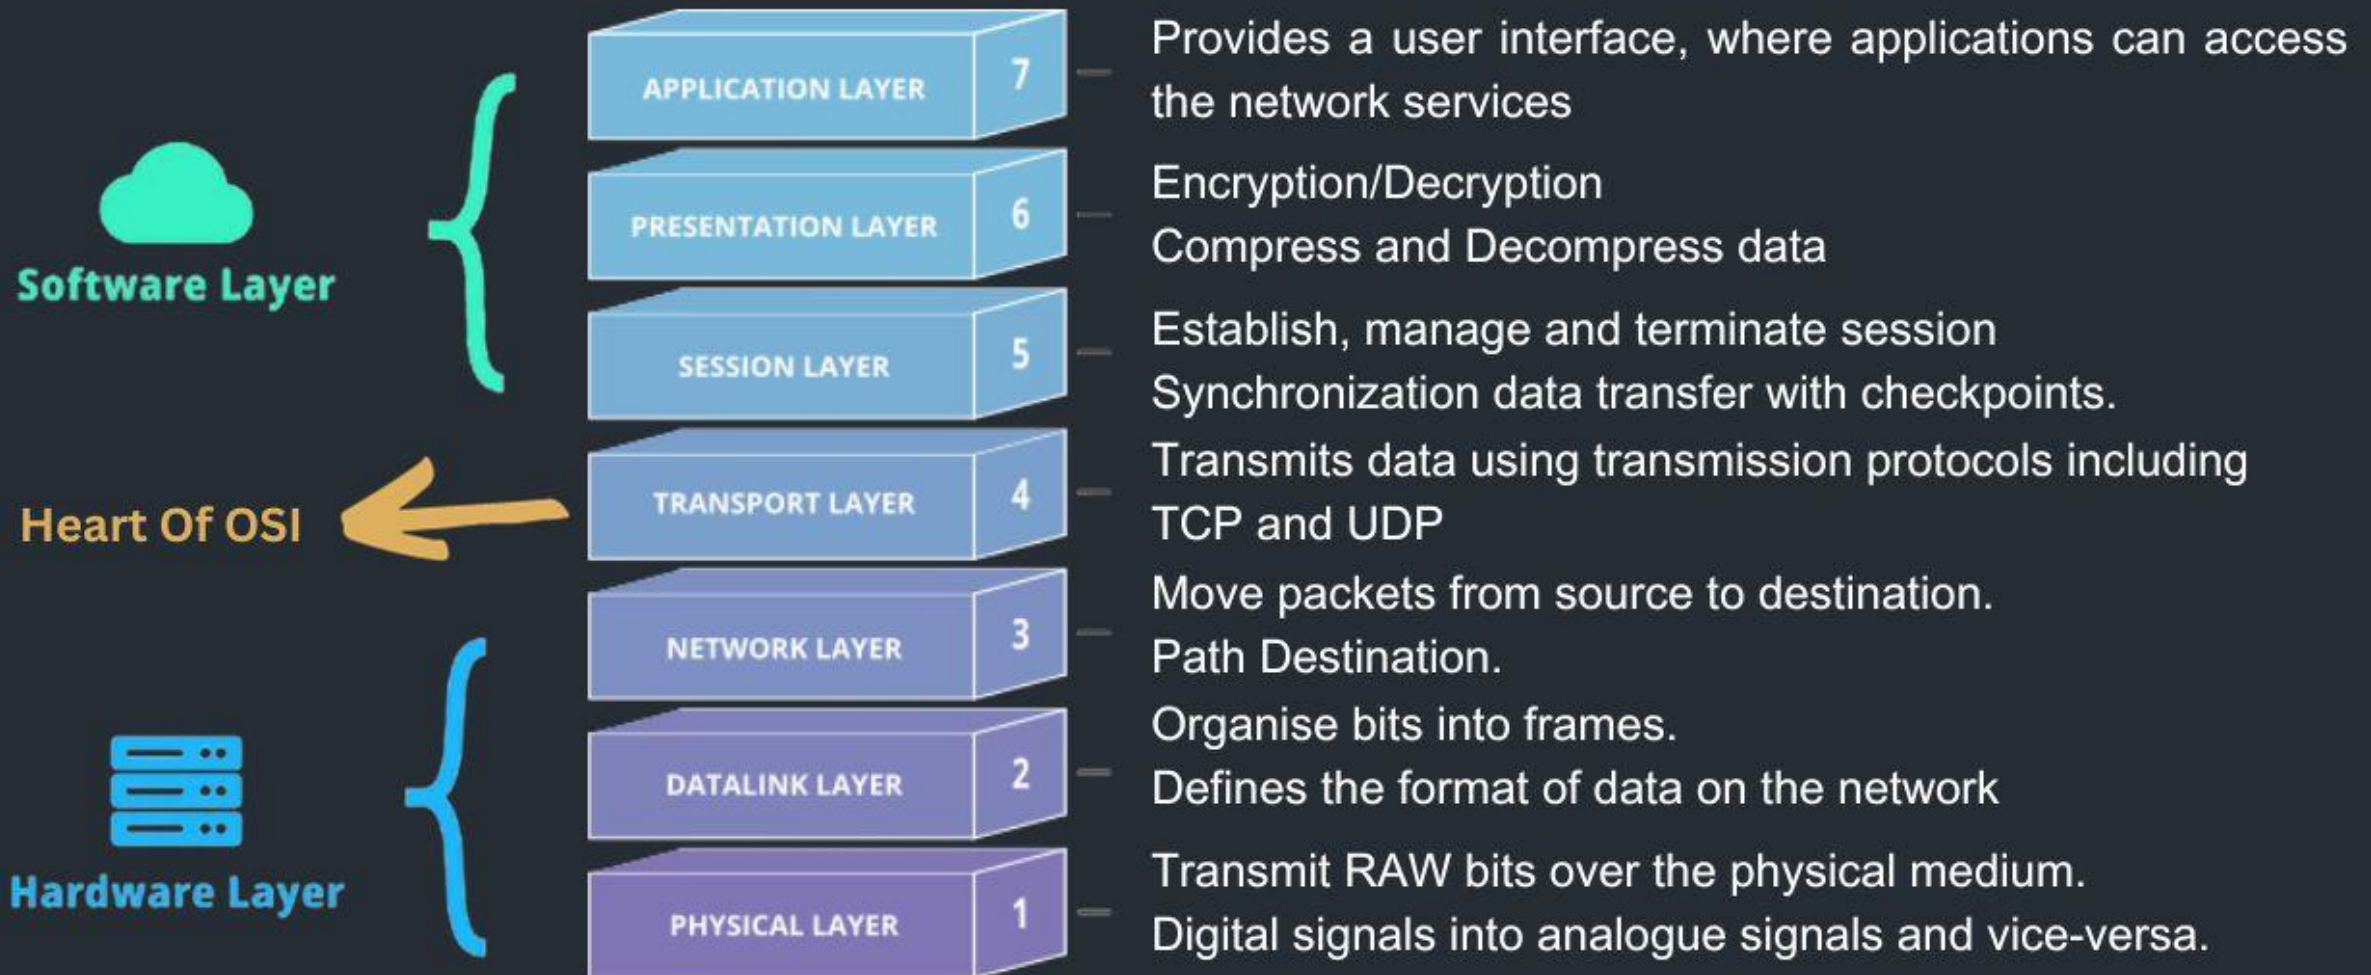 APPLICATION LAYER 7
Provides a user interface, where applications can access
the network services
PRESENTATION LAYER 6
Encryption/Decryption
Compress and Decompress data
Software Layer
SESSION LAYER 5
Establish, manage and terminate session
Synchronization data transfer with checkpoints.
Heart Of OSI
TRANSPORT LAYER 4
Transmits data using transmission protocols including
TCP and UDP
NETWORK LAYER 3
Move packets from source to destination.
Path Destination.
DATALINK LAYER 2
Organise bits into frames.
Defines the format of data on the network
Hardware Layer
PHYSICAL LAYER 1
Transmit RAW bits over the physical medium.
Digital signals into analogue signals and vice-versa.